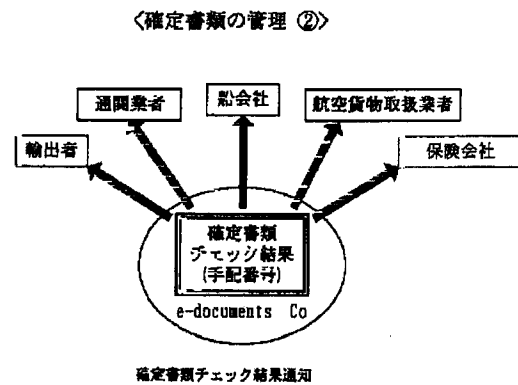 〈確定書類の管理 ②〉
通関業者
船会社
航空貨物取扱業者
輸出者
保険会社
確定書類
チェック結果
(手配番号)
e-documents Co
確定書類チェック結果通知